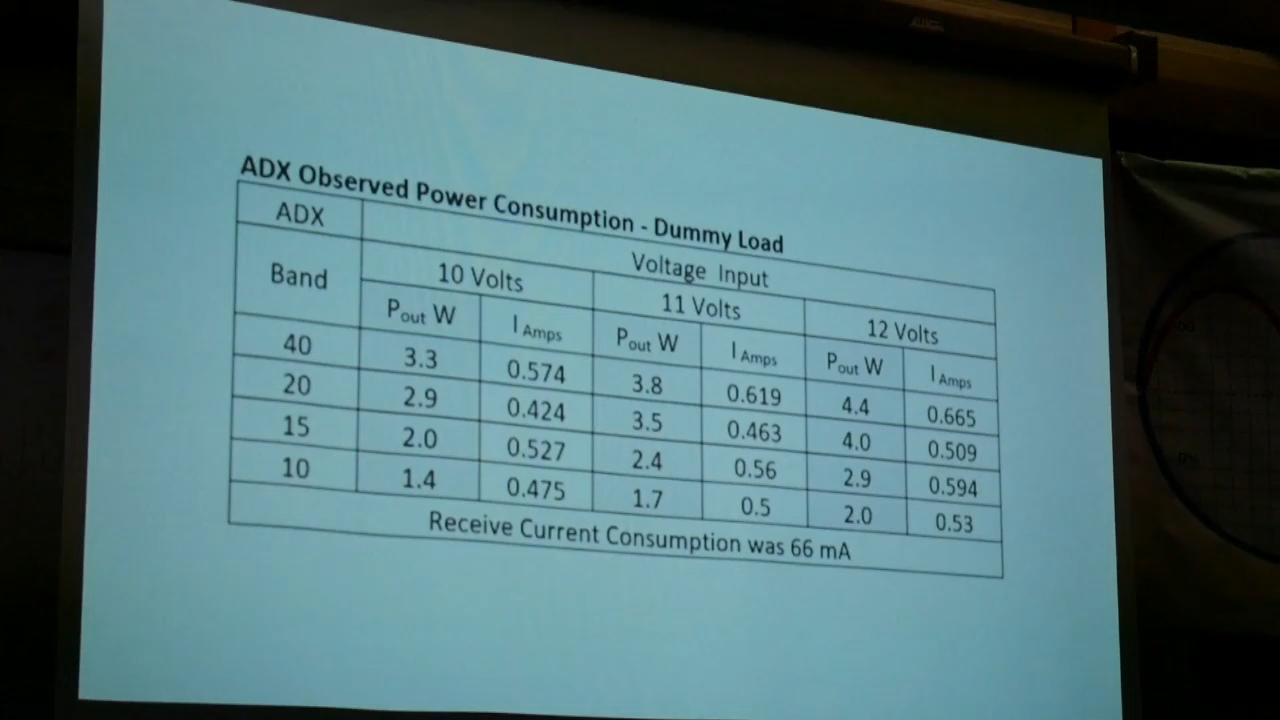 ADX Observed Power Consumption - Dummy Load
ADX
Voltage Input
Band
10 Volts
11 Volts
12 Volts
Pout W
I Amps
Pout W
I Amps
Pout W
I Amps
40 3.3 0.574 3.8 0.619 4.4 0.665
20 2.9 0.424 3.5 0.463 4.0 0.509
15 2.0 0.527 2.4 0.56 2.9 0.594
10 1.4 0.475 1.7 0.5 2.0 0.53
Receive Current Consumption was 66 mA